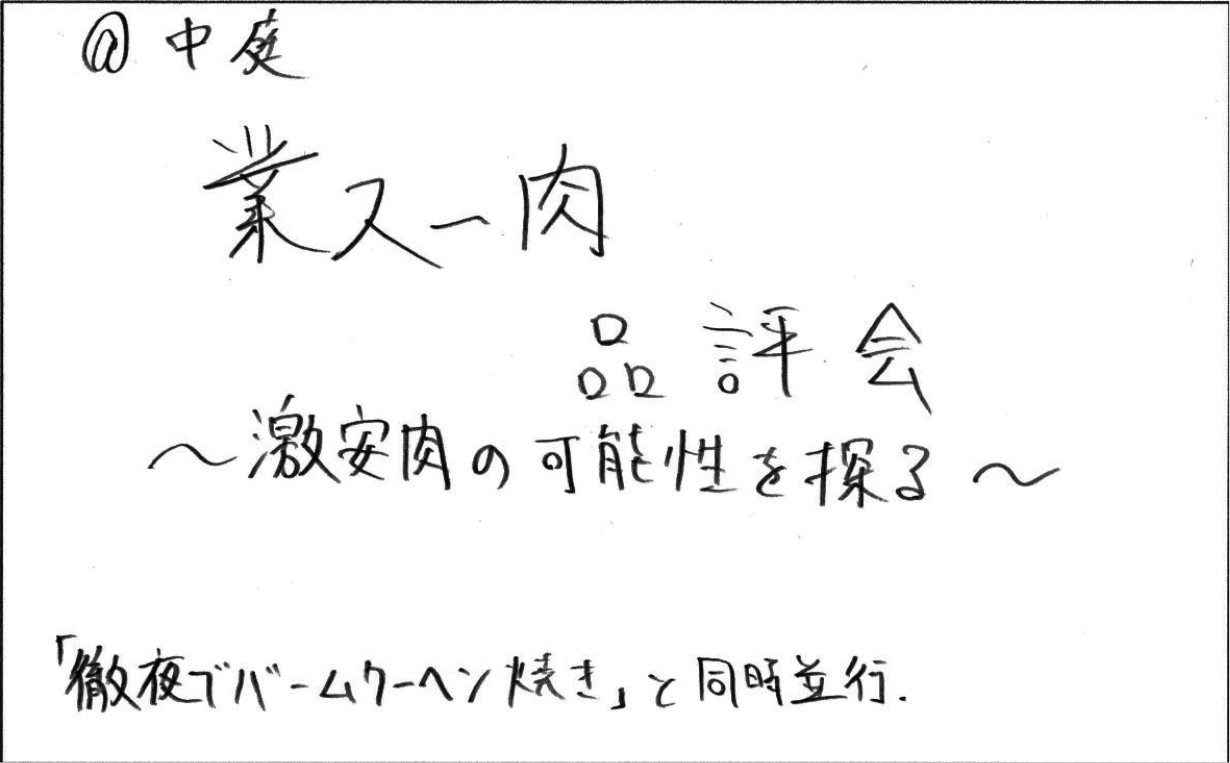 @ 中庭
業スー肉
品評会
～激安肉の可能性を探る～
「徹夜でバームクーヘン焼き」と同時並行.